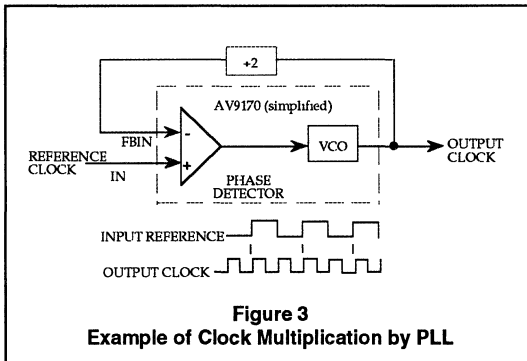 +2
AV9170 (simplified)
-
FBIN
REFERENCE
CLOCK
+
IN
VCO
OUTPUT
CLOCK
PHASE
DETECTOR
INPUT REFERENCE
OUTPUT CLOCK
Figure 3
Example of Clock Multiplication by PLL